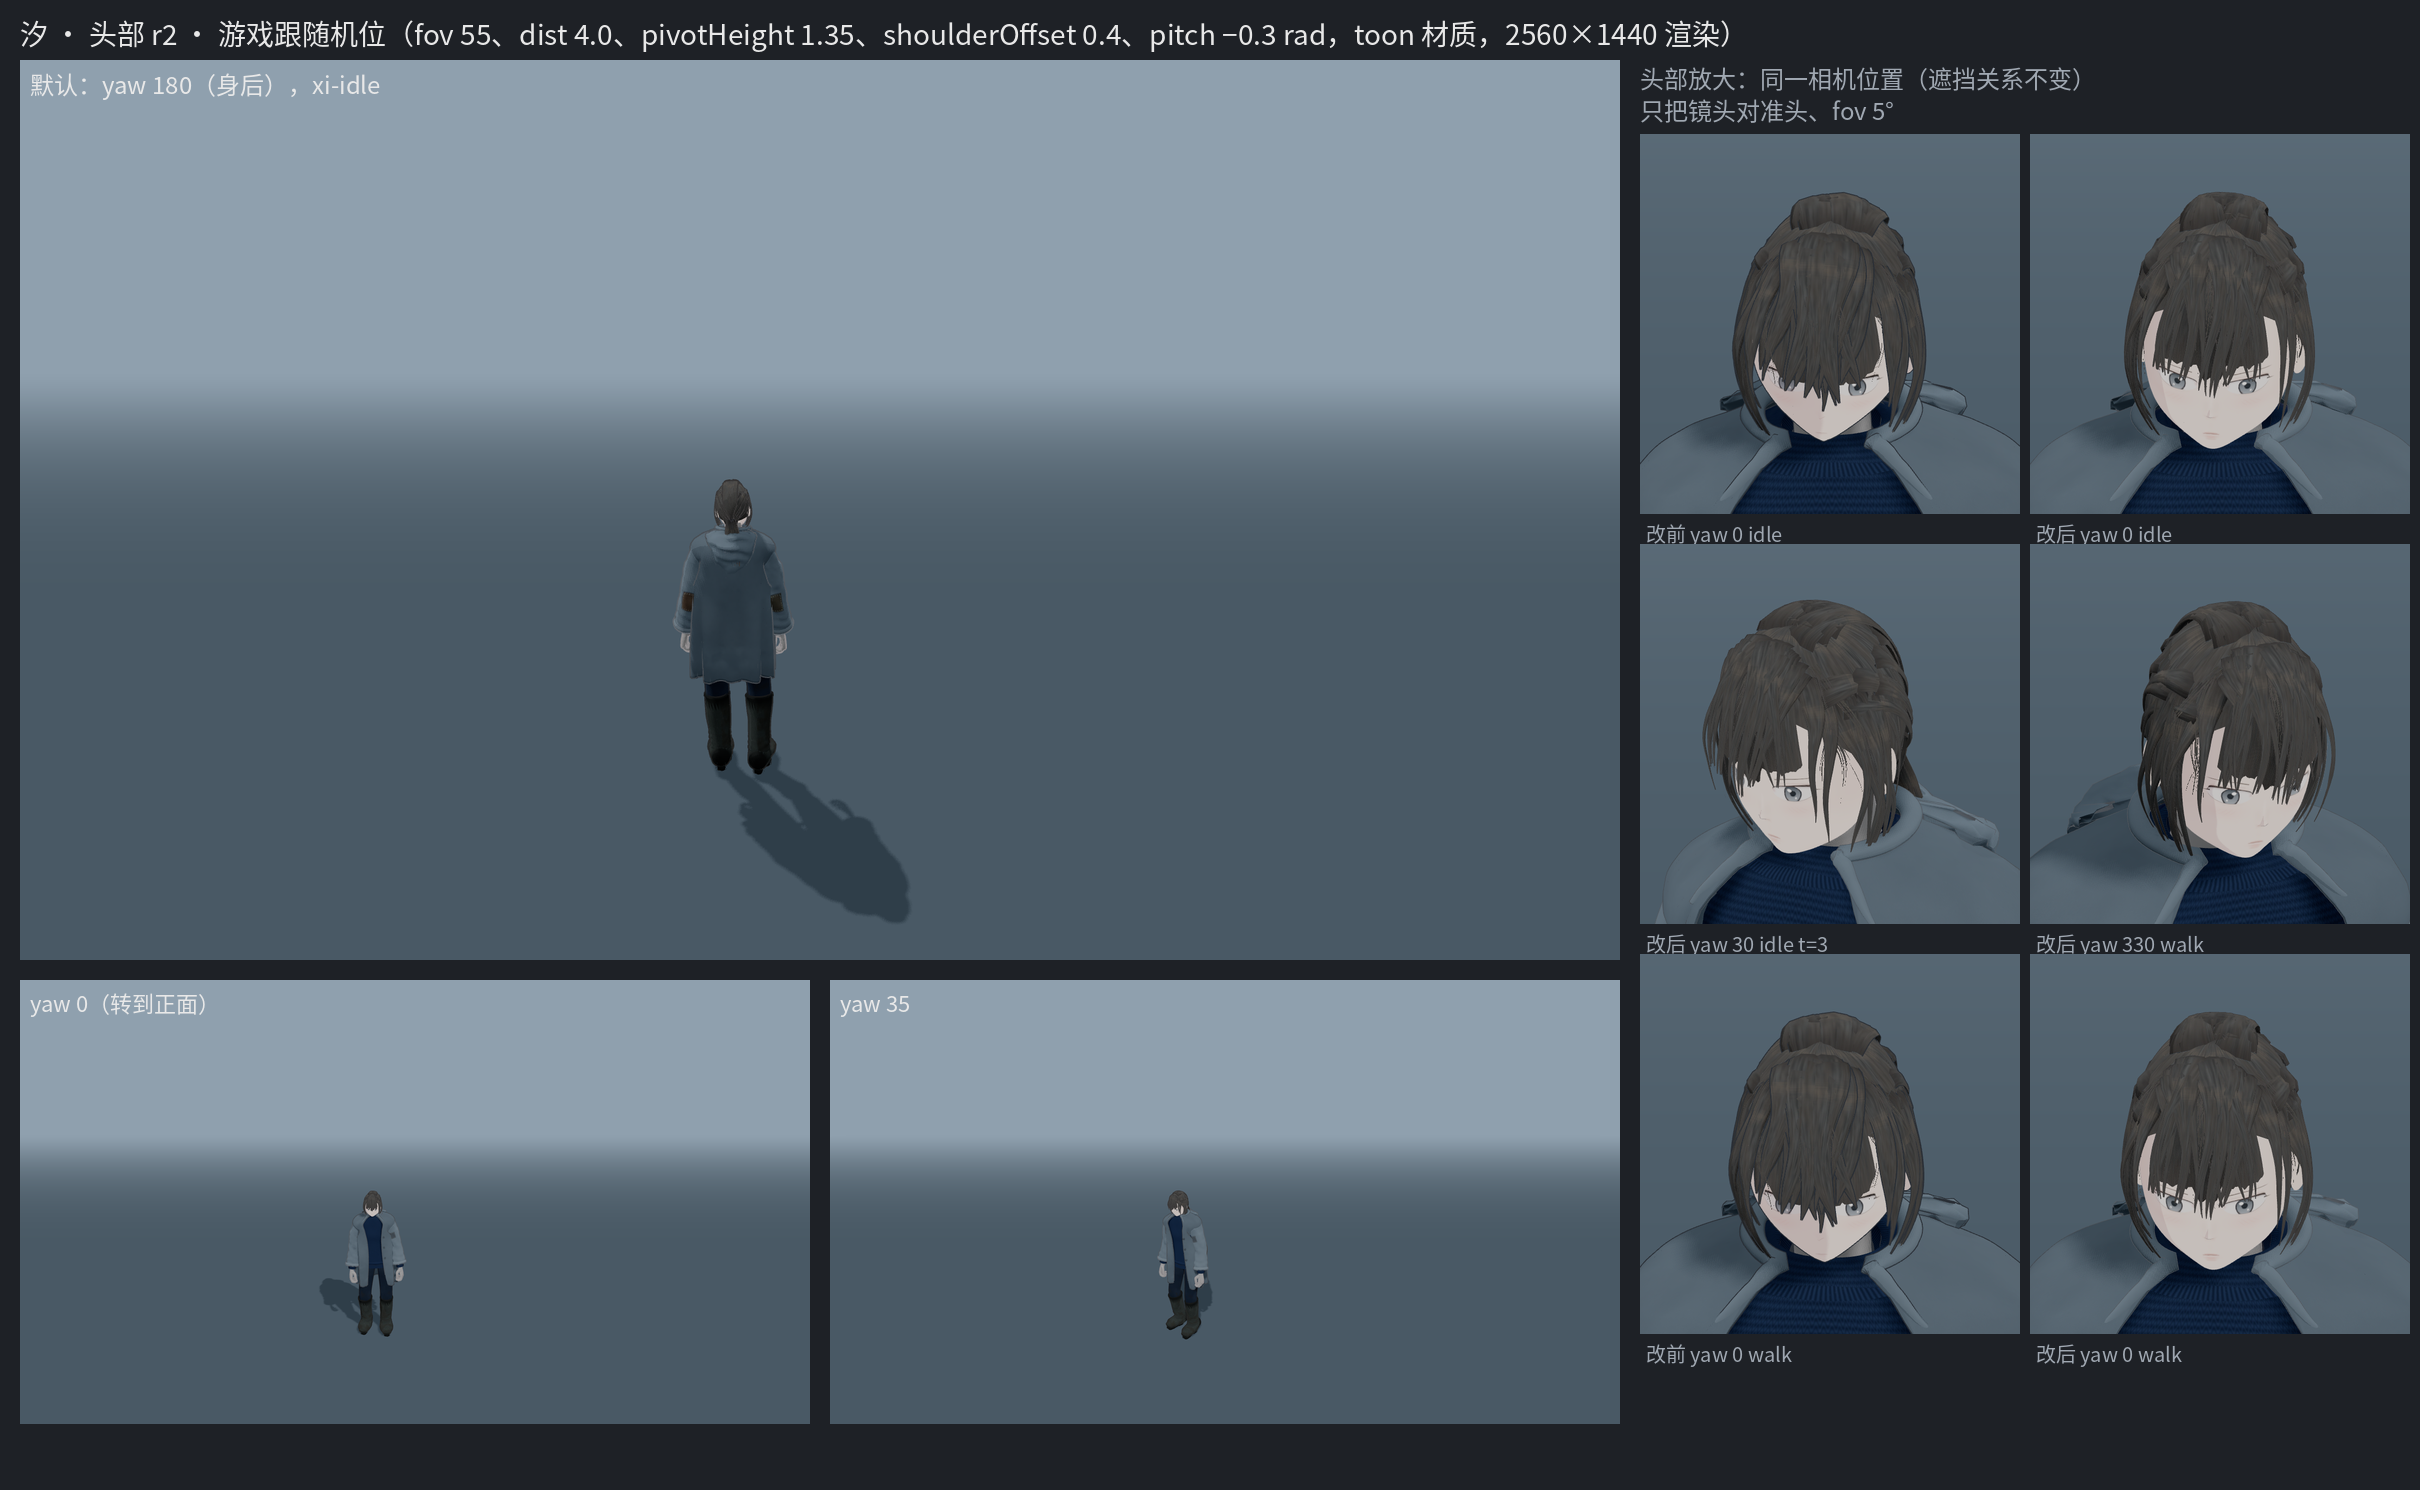 汐 · 头部 r2 · 游戏跟随机位（fov 55、dist 4.0、pivotHeight 1.35、shoulderOffset 0.4、pitch −0.3 rad，toon 材质，2560×1440 渲染）
默认：yaw 180（身后），xi-idle
头部放大：同一相机位置（遮挡关系不变）
只把镜头对准头、fov 5°
改前 yaw 0 idle
改后 yaw 0 idle
改后 yaw 30 idle t=3
改后 yaw 330 walk
yaw 0（转到正面）
yaw 35
改前 yaw 0 walk
改后 yaw 0 walk